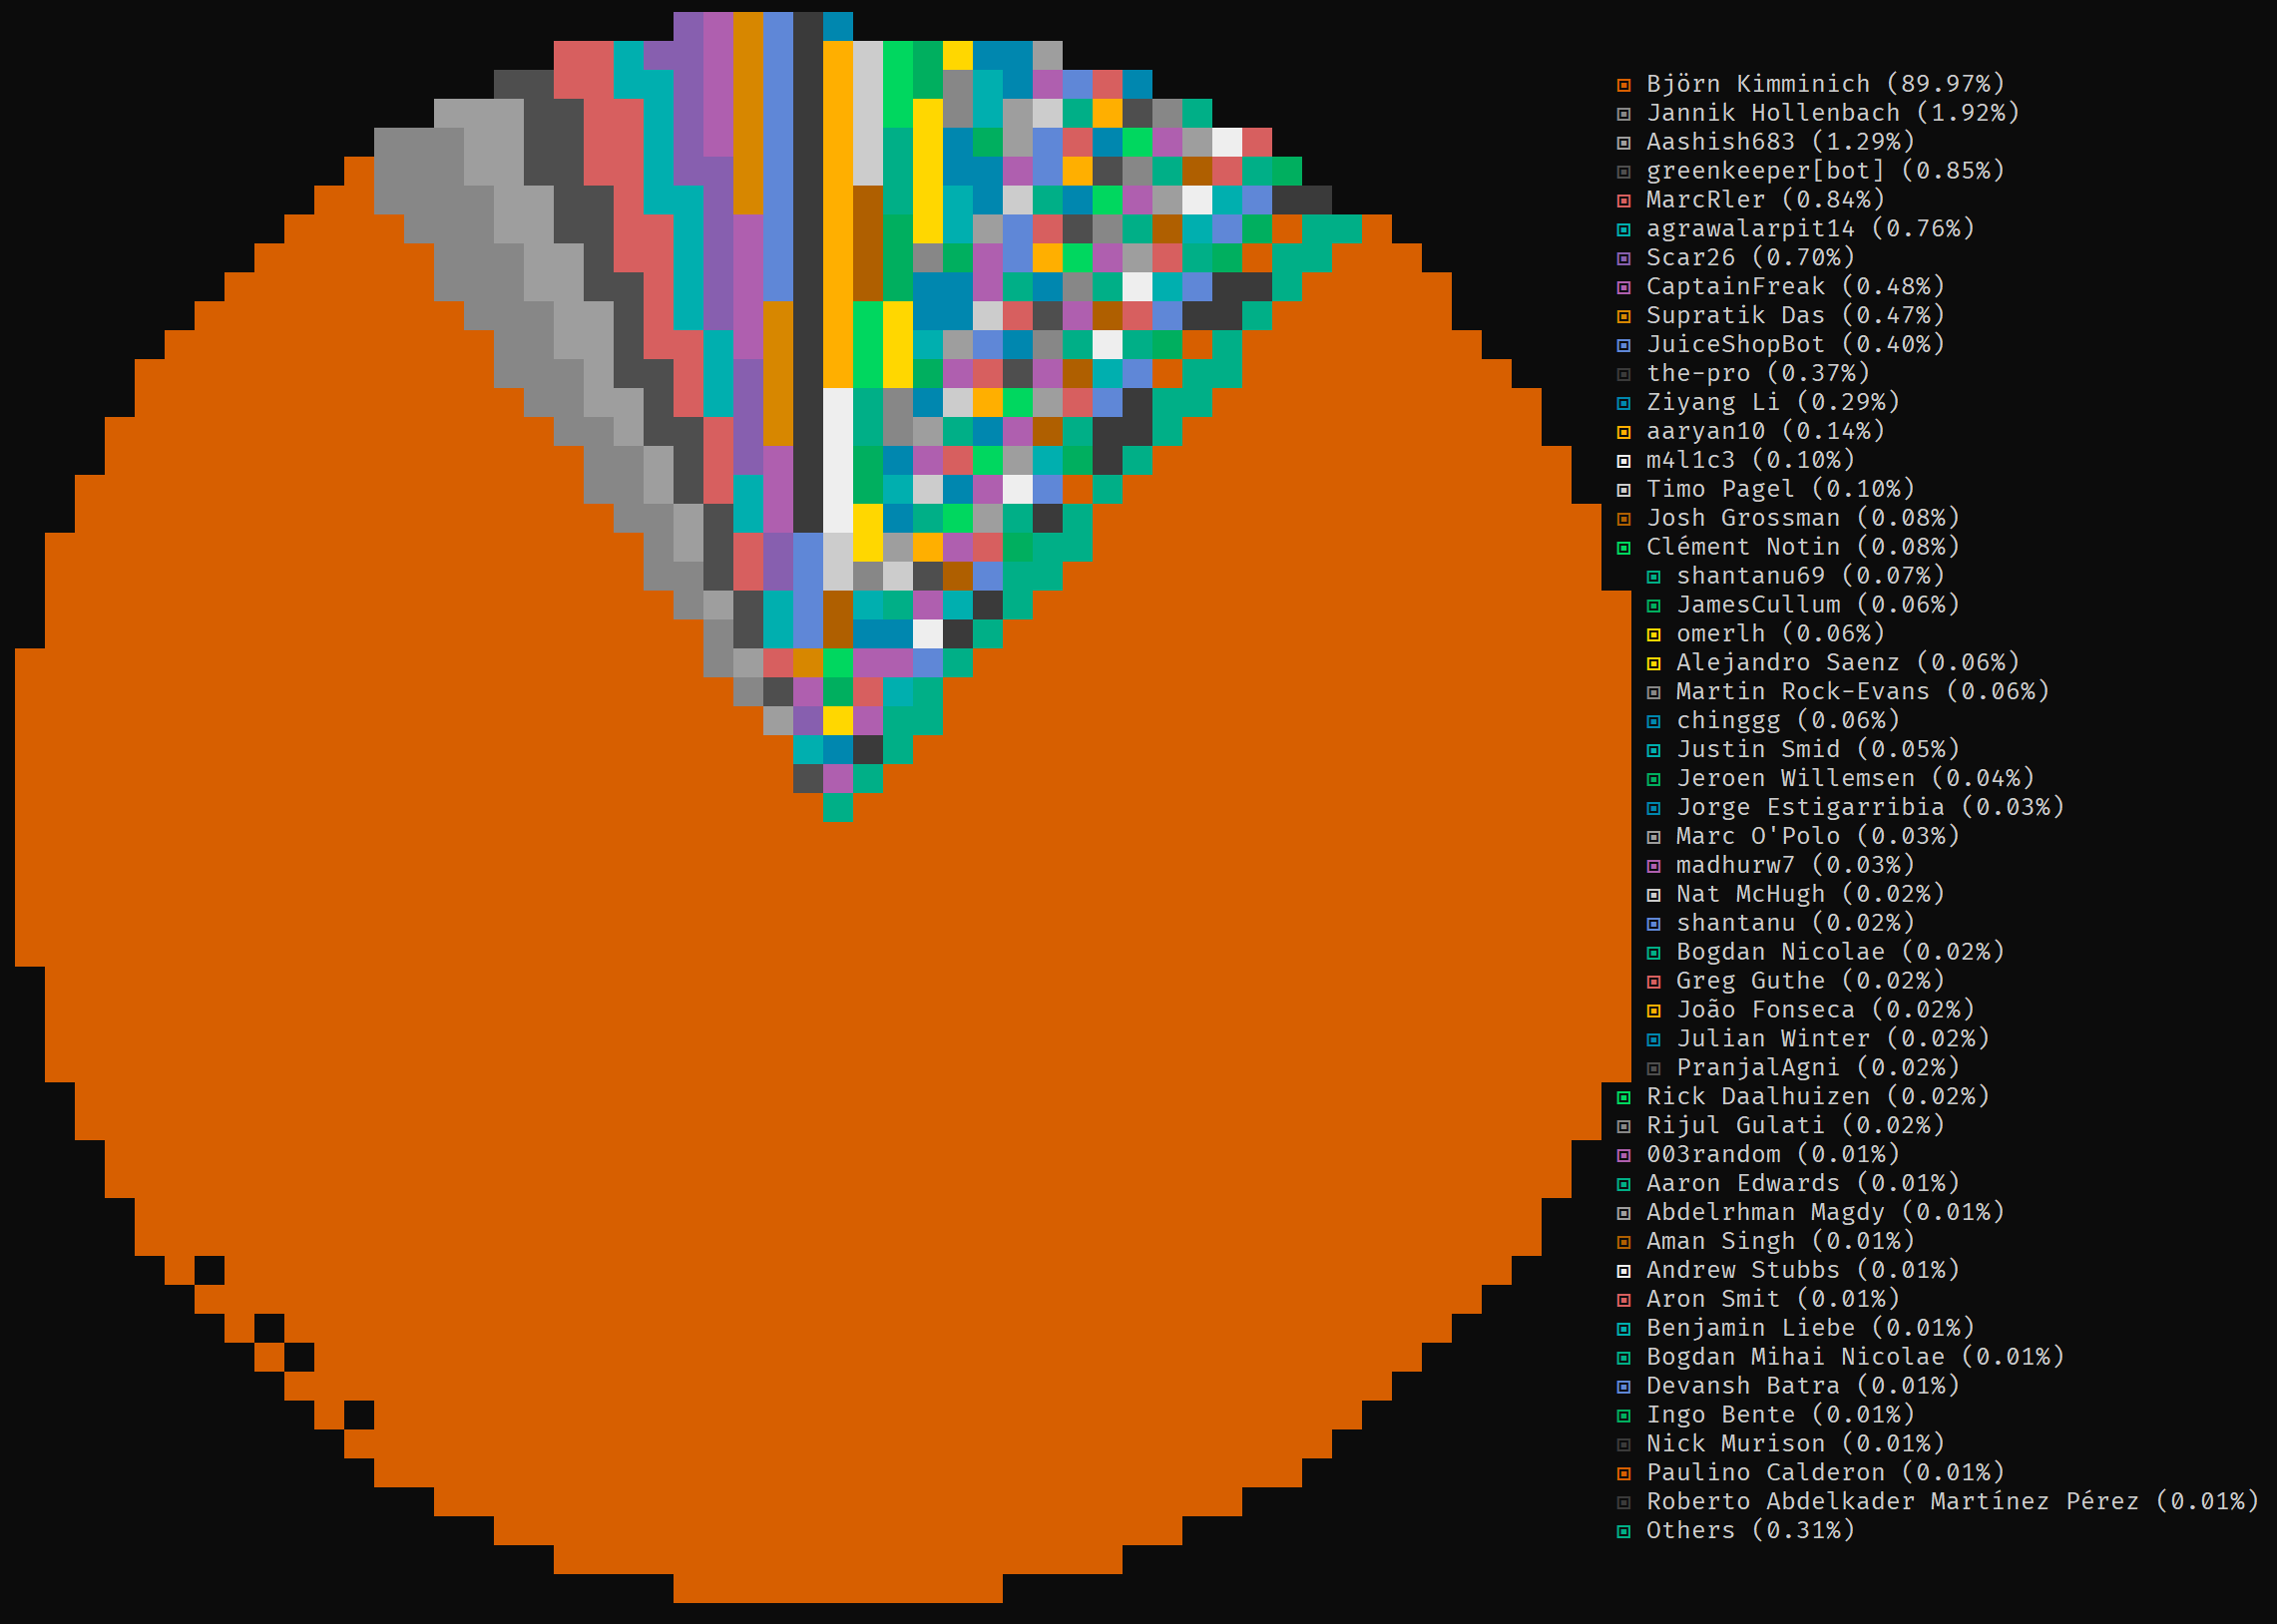 Björn Kimminich (89.97%)
Jannik Hollenbach (1.92%)
Aashish683 (1.29%)
greenkeeper[bot] (0.85%)
MarcRler (0.84%)
agrawalarpit14 (0.76%)
Scar26 (0.70%)
CaptainFreak (0.48%)
Supratik Das (0.47%)
JuiceShopBot (0.40%)
the-pro (0.37%)
Ziyang Li (0.29%)
aaryan10 (0.14%)
m4l1c3 (0.10%)
Timo Pagel (0.10%)
Josh Grossman (0.08%)
Clément Notin (0.08%)
shantanu69 (0.07%)
JamesCullum (0.06%)
omerlh (0.06%)
Alejandro Saenz (0.06%)
Martin Rock-Evans (0.06%)
chinggg (0.06%)
Justin Smid (0.05%)
Jeroen Willemsen (0.04%)
Jorge Estigarribia (0.03%)
Marc O'Polo (0.03%)
madhurw7 (0.03%)
Nat McHugh (0.02%)
shantanu (0.02%)
Bogdan Nicolae (0.02%)
Greg Guthe (0.02%)
João Fonseca (0.02%)
Julian Winter (0.02%)
PranjalAgni (0.02%)
Rick Daalhuizen (0.02%)
Rijul Gulati (0.02%)
003random (0.01%)
Aaron Edwards (0.01%)
Abdelrhman Magdy (0.01%)
Aman Singh (0.01%)
Andrew Stubbs (0.01%)
Aron Smit (0.01%)
Benjamin Liebe (0.01%)
Bogdan Mihai Nicolae (0.01%)
Devansh Batra (0.01%)
Ingo Bente (0.01%)
Nick Murison (0.01%)
Paulino Calderon (0.01%)
Roberto Abdelkader Martínez Pérez (0.01%)
Others (0.31%)